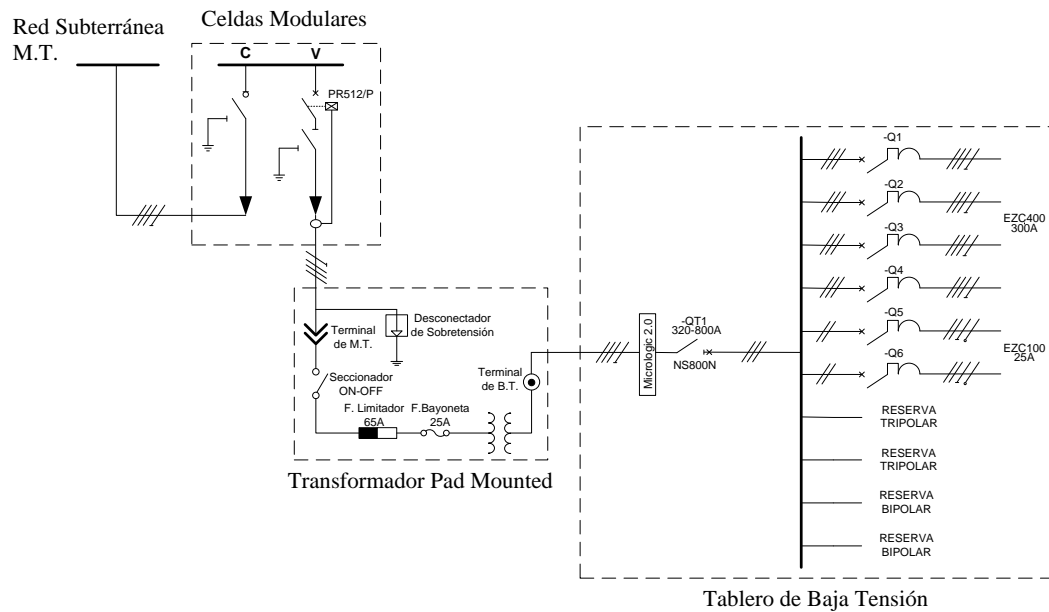 Red Subterránea
M.T.
Celdas Modulares
C
V
PR512/P
Terminal
de M.T.
Desconectador
de Sobretensión
Seccionador
ON-OFF
F. Limitador
65A
F.Bayoneta
25A
Terminal
de B.T.
Transformador Pad Mounted
Micrologic 2.0
-QT1
320-800A
NS800N
-Q1
-Q2
-Q3
-Q4
-Q5
-Q6
EZC400
300A
EZC100
25A
RESERVA
TRIPOLAR
RESERVA
TRIPOLAR
RESERVA
BIPOLAR
RESERVA
BIPOLAR
Tablero de Baja Tensión